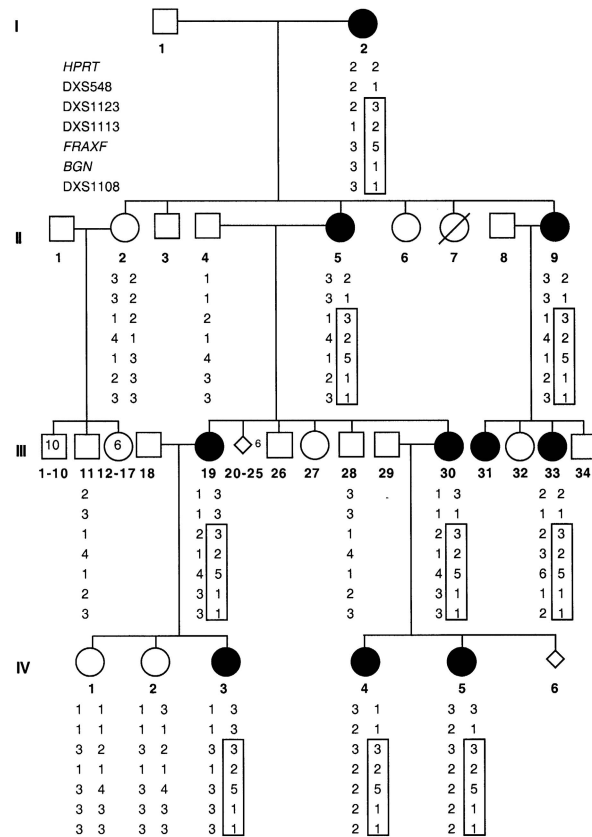 I
1 2
HPRT 2 2
DXS548 2 1
DXS1123 2 3
DXS1113 1 2
FRAXF 3 5
BGN 3 1
DXS1108 3 1
II
1 2 3 4 5 6 7 8 9
3 2 1 3 2 3 2
3 2 1 3 1 3 1
1 2 2 1 3 1 3
4 1 1 4 2 4 2
1 3 4 1 5 1 5
2 3 3 2 1 2 1
3 3 3 3 1 3 1
III
10 6 6
1-10 11 12-17 18 19 20-25 26 27 28 29 30 31 32 33 34
2 1 3 3 1 3 2 2
3 1 3 3 1 1 1 1
1 2 3 1 2 3 2 3
4 1 2 4 1 2 3 2
1 4 5 1 4 5 6 5
2 3 1 2 3 1 1 1
3 3 1 3 3 1 2 1
IV
1 2 3 4 5 6
1 1 1 3 1 3 3 1 3 3
1 1 1 1 1 3 2 1 2 1
3 2 3 2 3 3 3 3 3 3
1 1 1 1 1 2 2 2 2 2
3 4 3 4 3 5 2 5 2 5
3 3 3 3 3 1 2 1 2 1
3 3 3 3 3 1 2 1 2 1